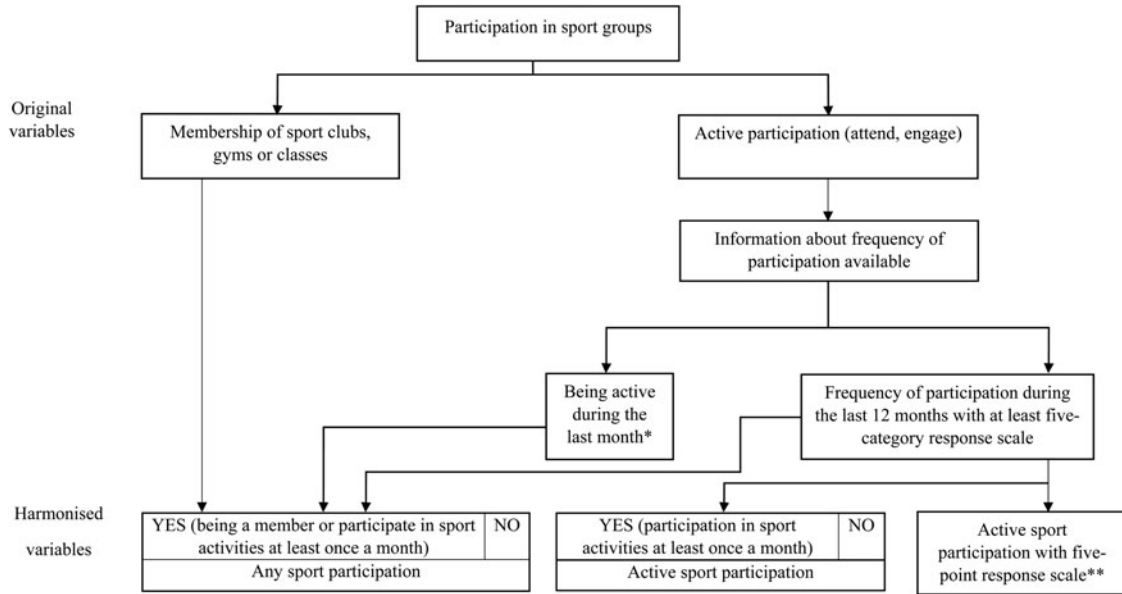 Participation in sport groups
Original
variables
Membership of sport clubs,
gyms or classes
Active participation (attend, engage)
Information about frequency of
participation available
Being active
during the
last month*
Frequency of participation during
the last 12 months with at least five-
category response scale
Harmonised
variables
YES (being a member or participate in sport
activities at least once a month)
NO
Any sport participation
YES (participation in sport
activities at least once a month)
NO
Active sport participation
Active sport
participation with five-
point response scale**